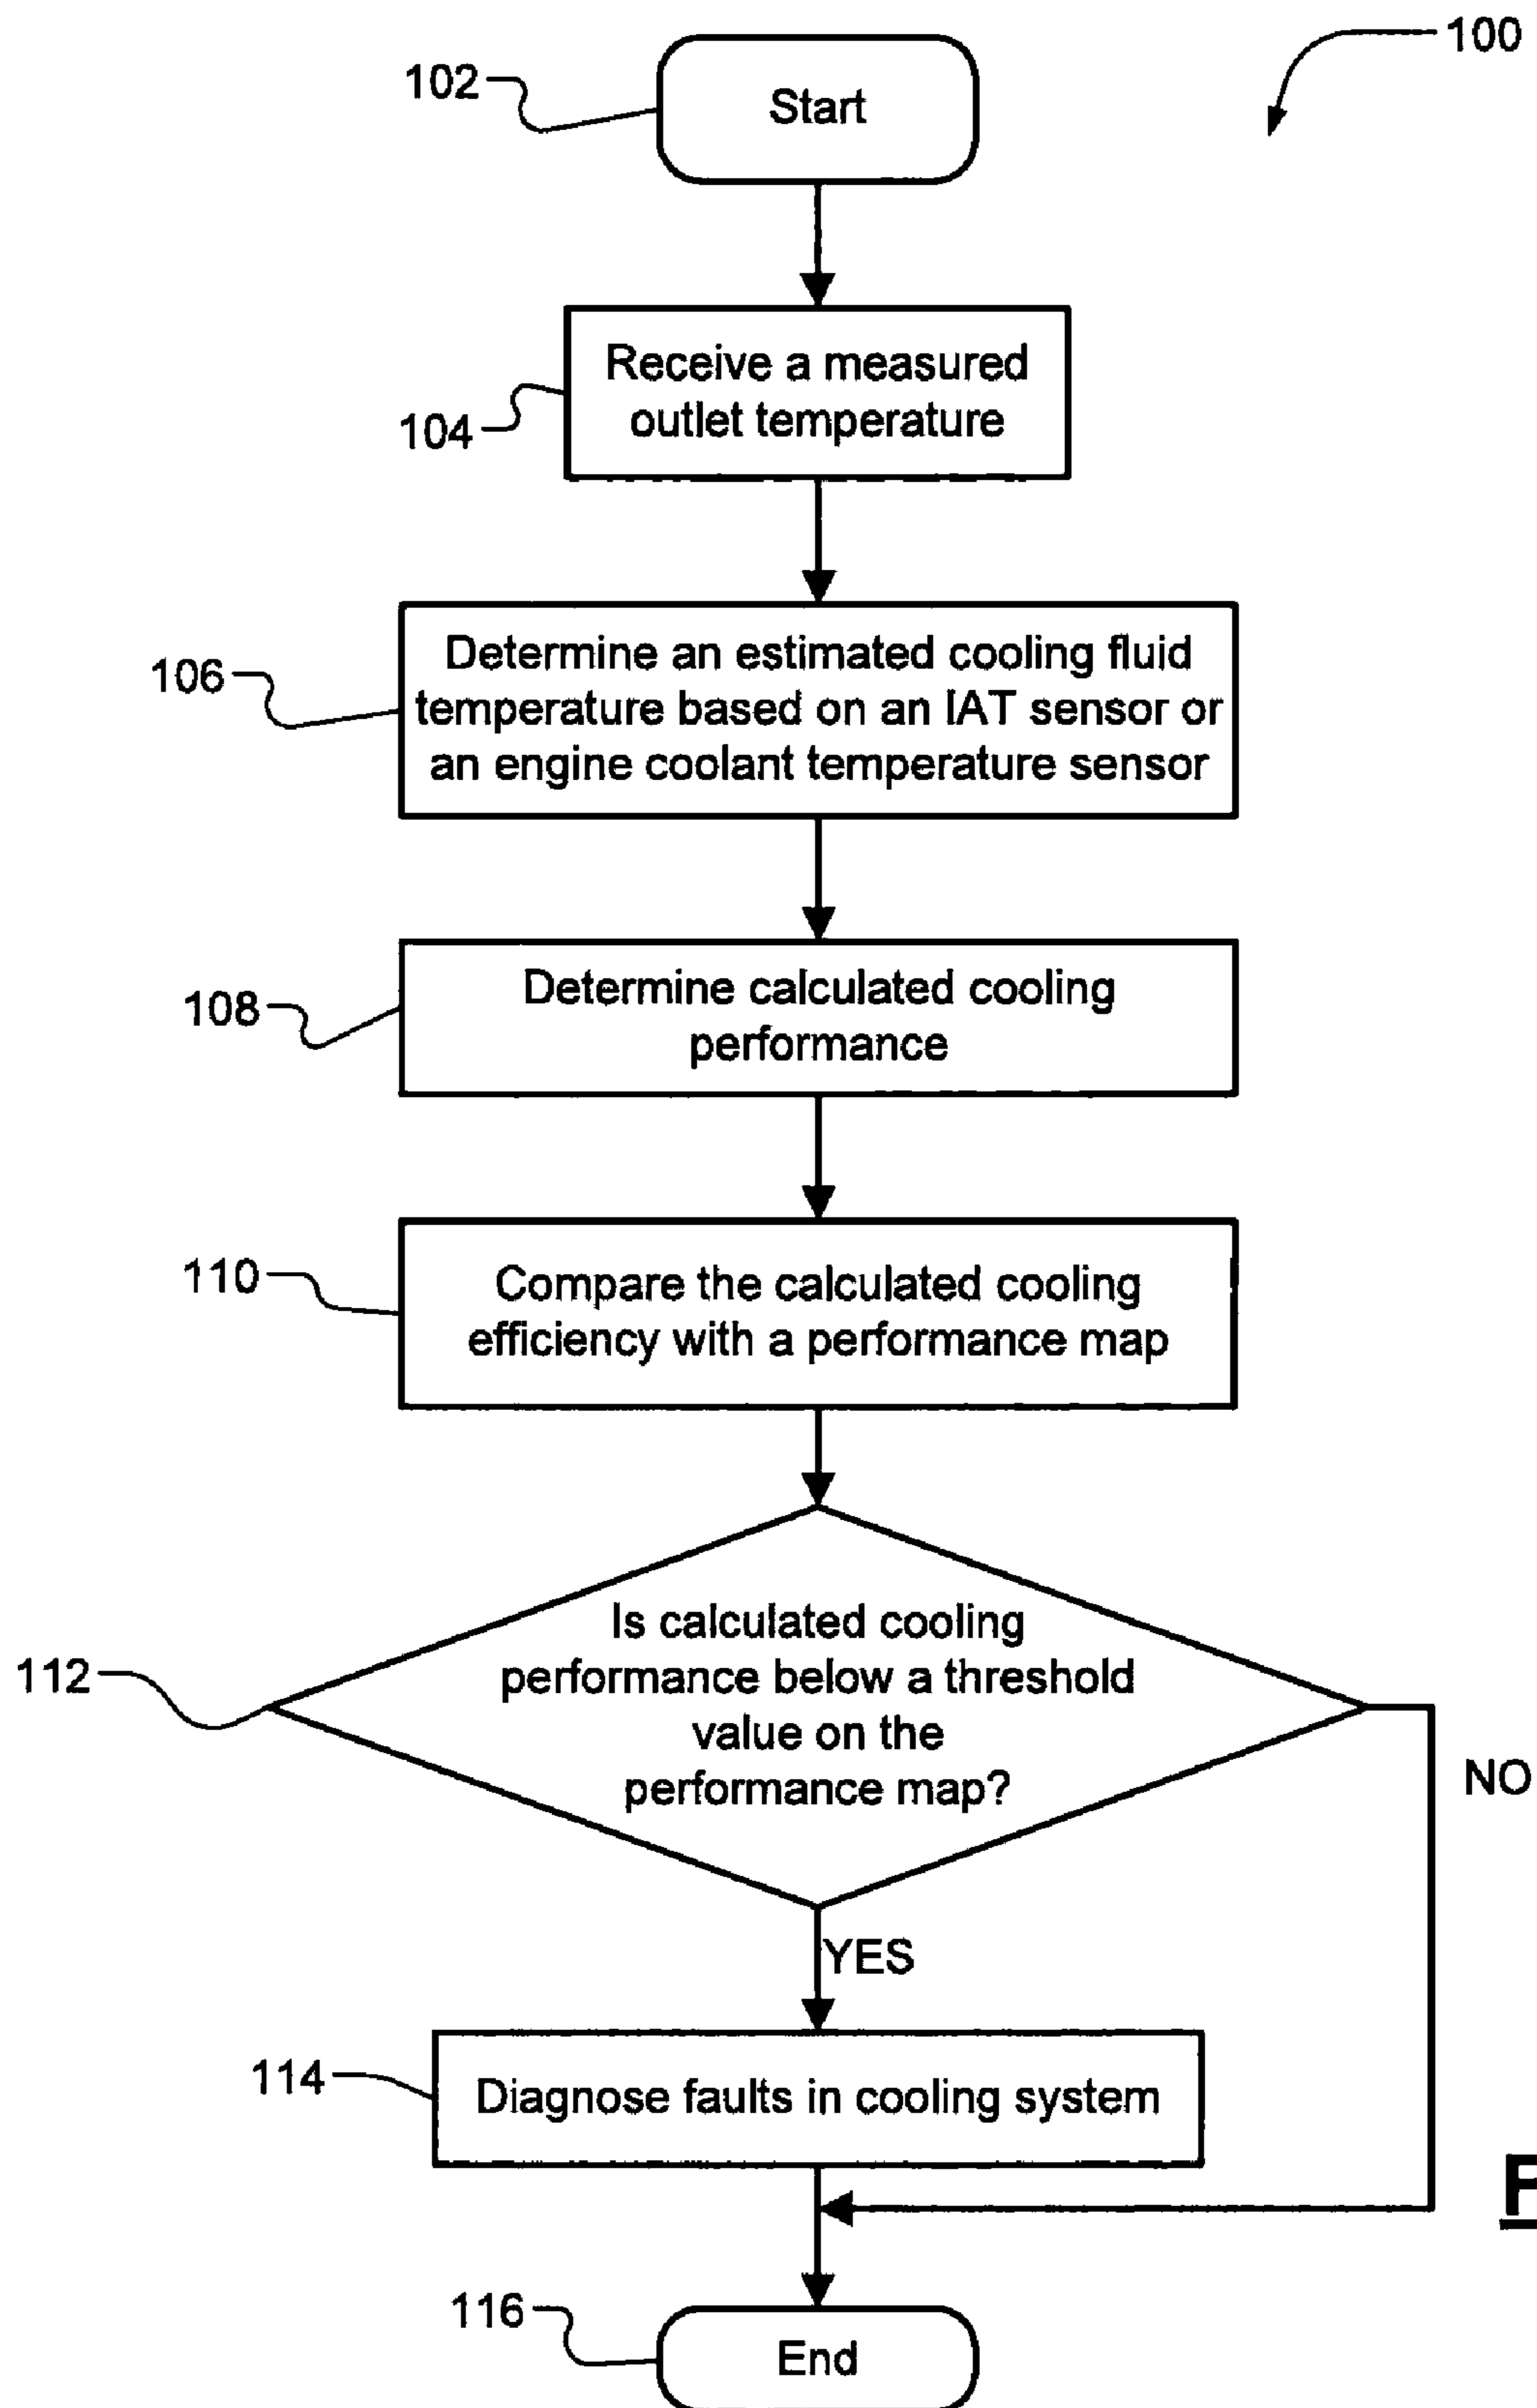 100
102
Start
Receive a measured
outlet temperature
104
Determine an estimated cooling fluid
temperature based on an IAT sensor or
an engine coolant temperature sensor
106
Determine calculated cooling
performance
108
Compare the calculated cooling
efficiency with a performance map
110
Is calculated cooling
performance below a threshold
value on the
performance map?
112
NO
YES
114
Diagnose faults in cooling system
116
End